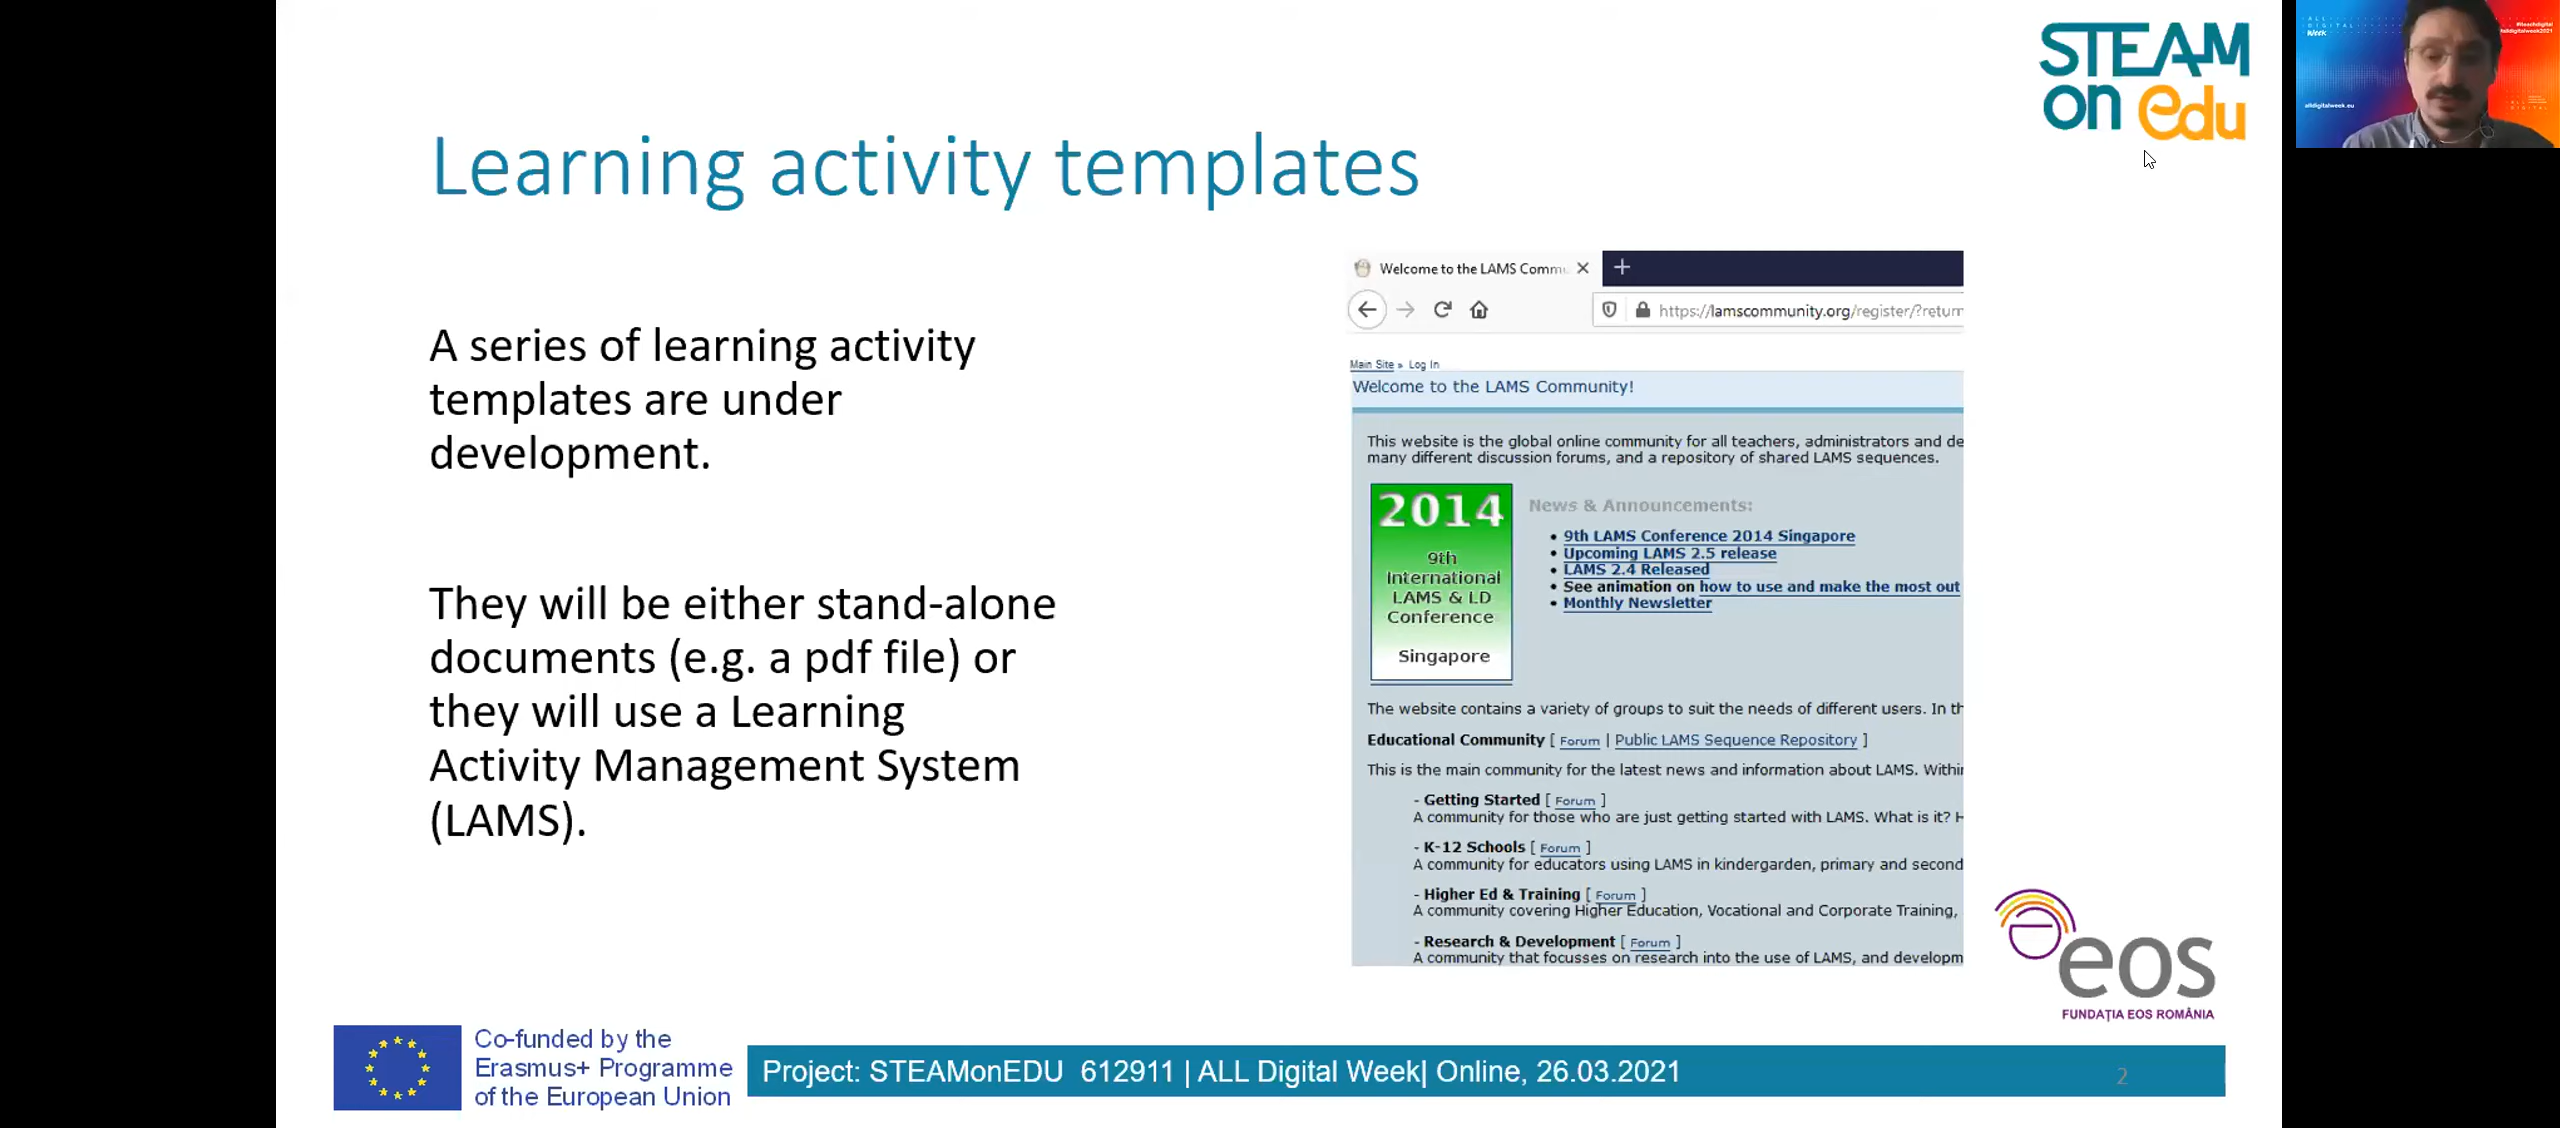 STEAM
on edu
ALL
DIGITAL
Week
alldigitalweek.eu
Learning activity templates
A series of learning activity
templates are under
development.
They will be either stand-alone
documents (e.g. a pdf file) or
they will use a Learning
Activity Management System
(LAMS).
Welcome to the LAMS Comm
https://lamscommunity.org/register/?return
Main Site » Log In
Welcome to the LAMS Community!
This website is the global online community for all teachers, administrators and de
many different discussion forums, and a repository of shared LAMS sequences.
2014
9th
International
LAMS & LD
Conference
Singapore
News & Announcements:
• 9th LAMS Conference 2014 Singapore
• Upcoming LAMS 2.5 release
• LAMS 2.4 Released
• See animation on how to use and make the most out
• Monthly Newsletter
The website contains a variety of groups to suit the needs of different users. In th
Educational Community [ Forum | Public LAMS Sequence Repository ]
This is the main community for the latest news and information about LAMS. Within
- Getting Started [ Forum ]
A community for those who are just getting started with LAMS. What is it? H
- K-12 Schools [ Forum ]
A community for educators using LAMS in kindergarden, primary and second
- Higher Ed & Training [ Forum ]
A community covering Higher Education, Vocational and Corporate Training,
- Research & Development [ Forum ]
A community that focusses on research into the use of LAMS, and developm
eos
FUNDAȚIA EOS ROMÂNIA
Co-funded by the
Erasmus+ Programme
of the European Union
Project: STEAMonEDU 612911 | ALL Digital Week| Online, 26.03.2021
2